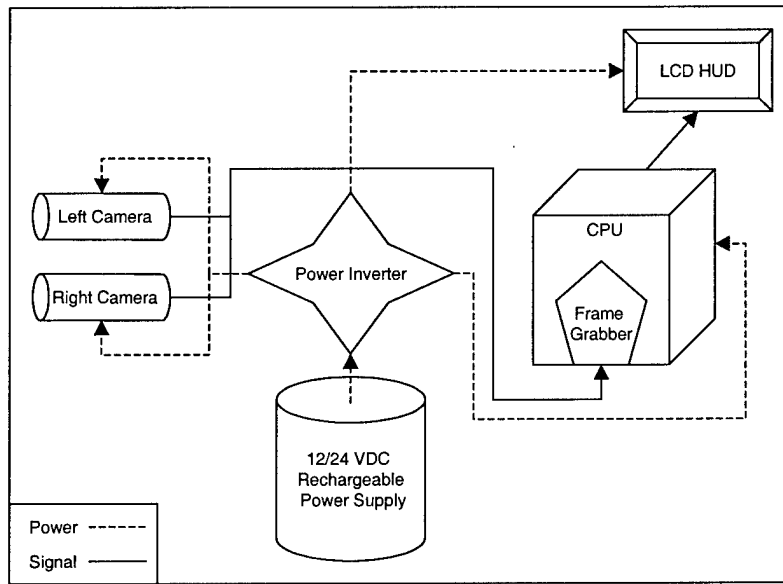 LCD HUD
Left Camera
CPU
Right Camera
Power Inverter
Frame
Grabber
12/24 VDC
Rechargeable
Power Supply
Power
Signal